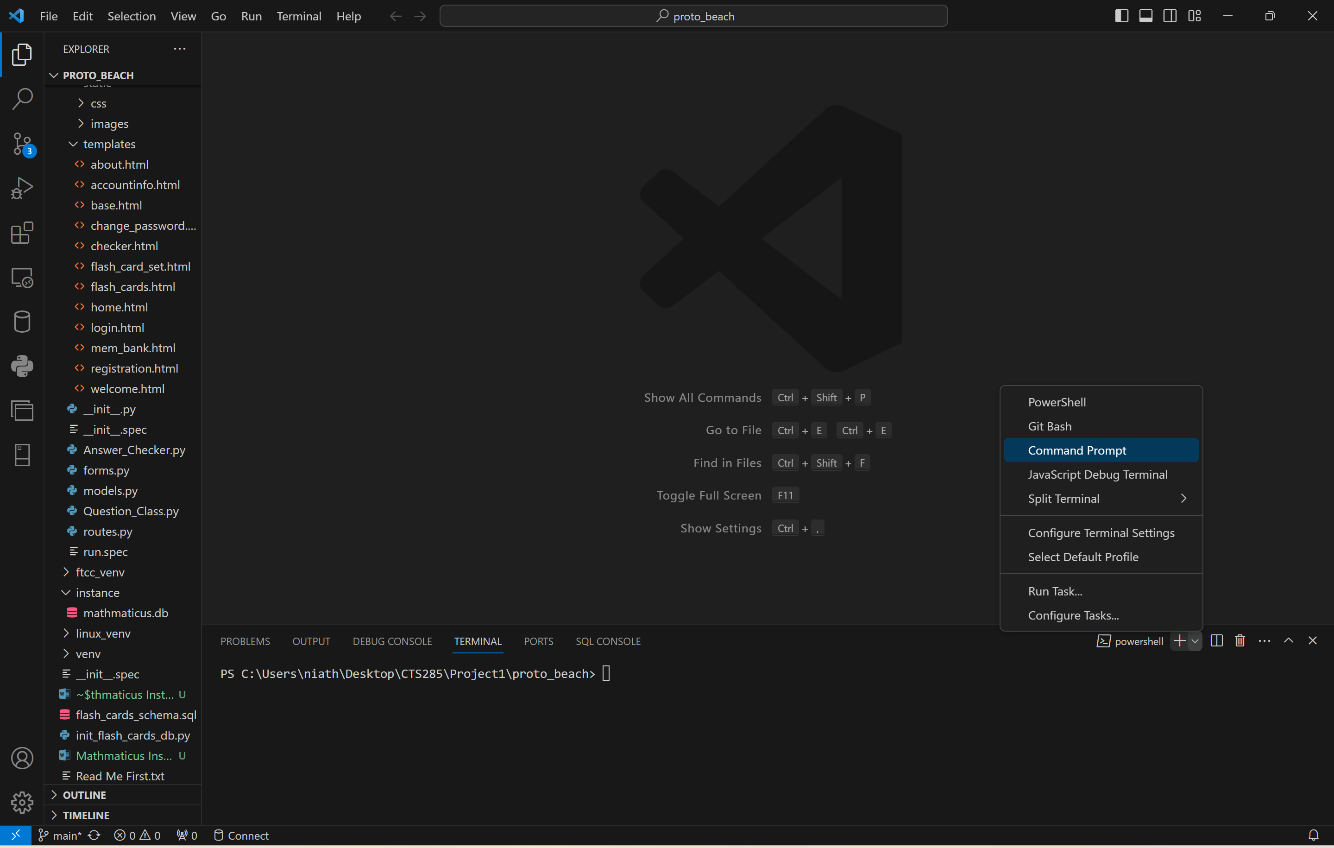 File Edit Selection View Go Run Terminal Help
proto_beach
EXPLORER
PROTO_BEACH
css
images
templates
about.html
accountinfo.html
base.html
change_password....
checker.html
flash_card_set.html
flash_cards.html
home.html
login.html
mem_bank.html
registration.html
welcome.html
__init__.py
__init__.spec
Answer_Checker.py
forms.py
models.py
Question_Class.py
routes.py
run.spec
ftcc_venv
instance
mathmaticus.db
linux_venv
venv
__init__.spec
~$thmaticus Inst... U
flash_cards_schema.sql
init_flash_cards_db.py
Mathmaticus Ins... U
Read Me First.txt
OUTLINE
TIMELINE
3
Show All Commands Ctrl + Shift + P
Go to File Ctrl + E Ctrl + E
Find in Files Ctrl + Shift + F
Toggle Full Screen F11
Show Settings Ctrl + ,
PowerShell
Git Bash
Command Prompt
JavaScript Debug Terminal
Split Terminal
Configure Terminal Settings
Select Default Profile
Run Task...
Configure Tasks...
PROBLEMS OUTPUT DEBUG CONSOLE TERMINAL PORTS SQL CONSOLE
powershell
PS C:\Users\niath\Desktop\CTS285\Project1\proto_beach>
main* 0 0 0 Connect